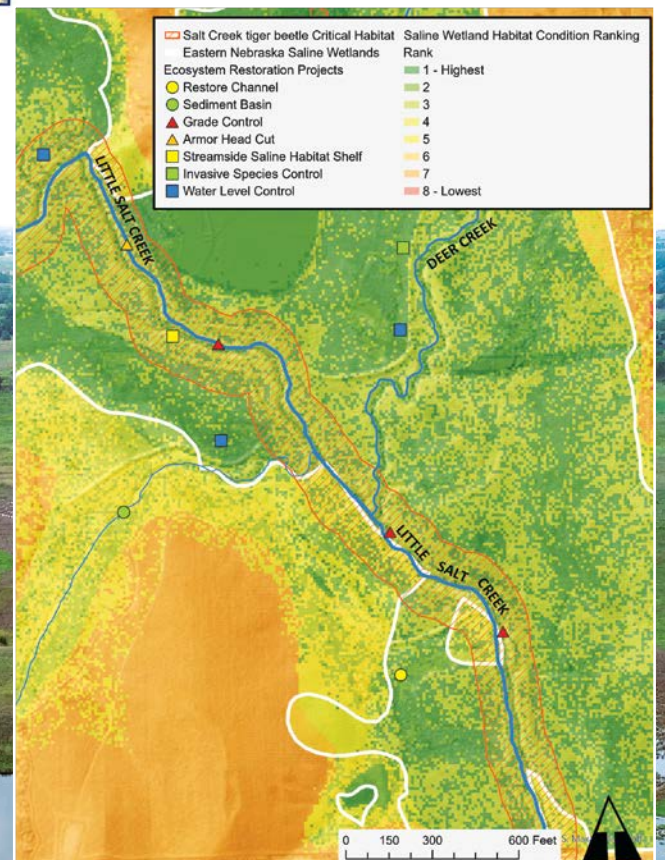 Salt Creek tiger beetle Critical Habitat
Eastern Nebraska Saline Wetlands
Ecosystem Restoration Projects
Restore Channel
Sediment Basin
Grade Control
Armor Head Cut
Streamside Saline Habitat Shelf
Invasive Species Control
Water Level Control
Saline Wetland Habitat Condition Ranking
Rank
1 - Highest
2
3
4
5
6
7
8 - Lowest
LITTLE SALT CREEK
DEER CREEK
LITTLE SALT CREEK
0 150 300 600 Feet